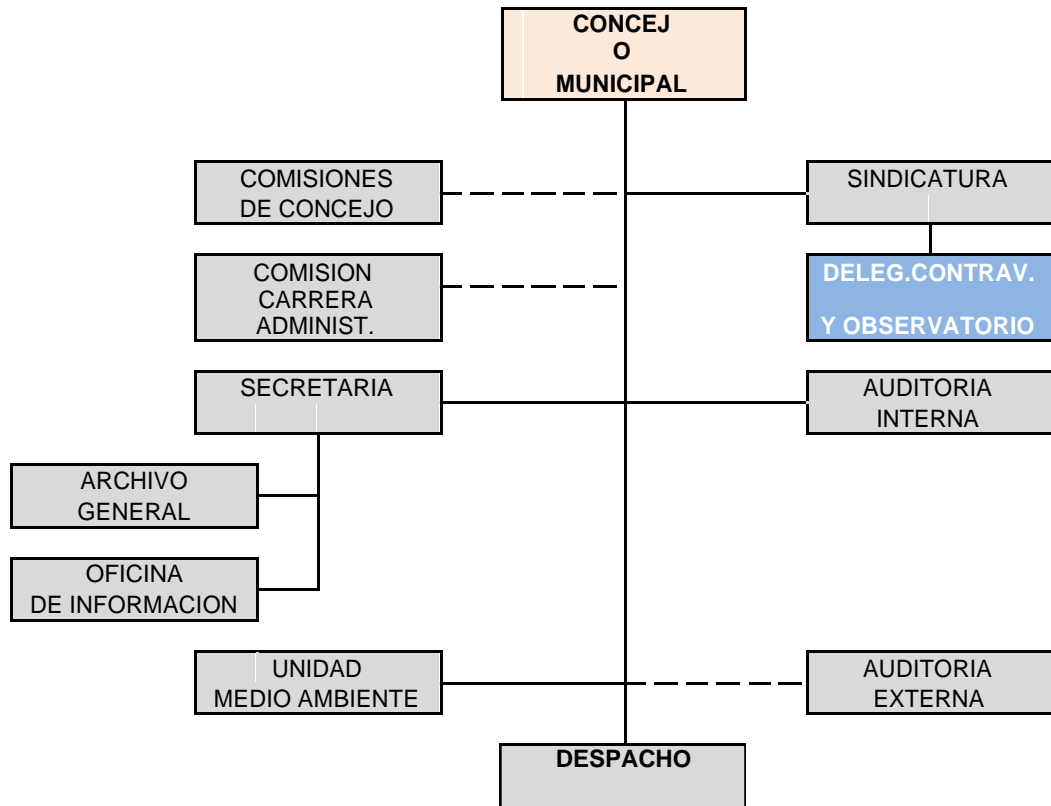 CONCEJ
O
MUNICIPAL
COMISIONES
DE CONCEJO
SINDICATURA
COMISION
CARRERA
ADMINIST.
DELEG.CONTRAV.
Y OBSERVATORIO
SECRETARIA
AUDITORIA
INTERNA
ARCHIVO
GENERAL
OFICINA
DE INFORMACION
UNIDAD
MEDIO AMBIENTE
AUDITORIA
EXTERNA
DESPACHO